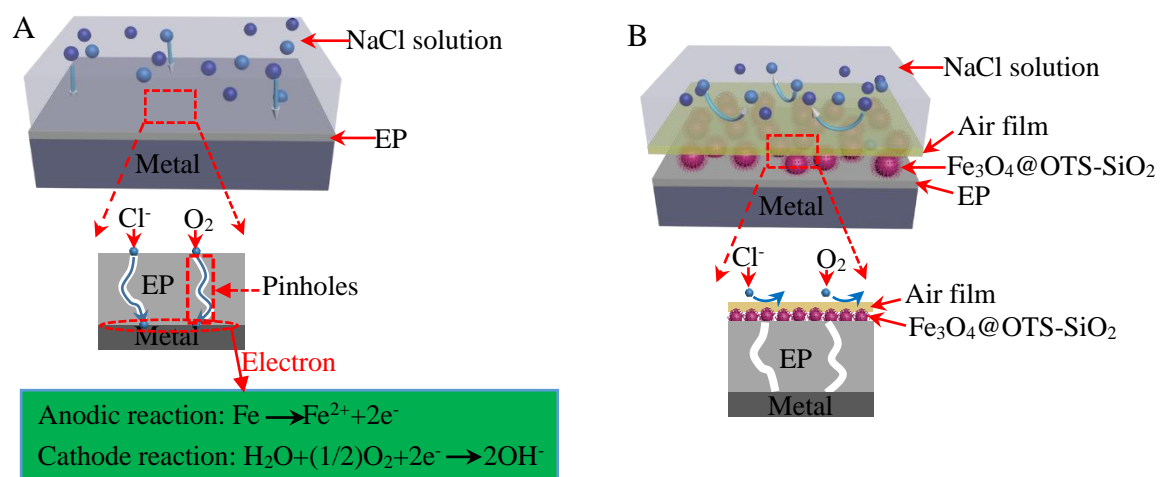 A
NaCl solution
EP
Metal
Cl⁻
O₂
EP
Pinholes
Metal
Electron
Anodic reaction: Fe →Fe²⁺+2e⁻
Cathode reaction: H₂O+(1/2)O₂+2e⁻ →2OH⁻
B
NaCl solution
Air film
Fe₃O₄@OTS-SiO₂
EP
Metal
Cl⁻
O₂
Air film
Fe₃O₄@OTS-SiO₂
EP
Metal